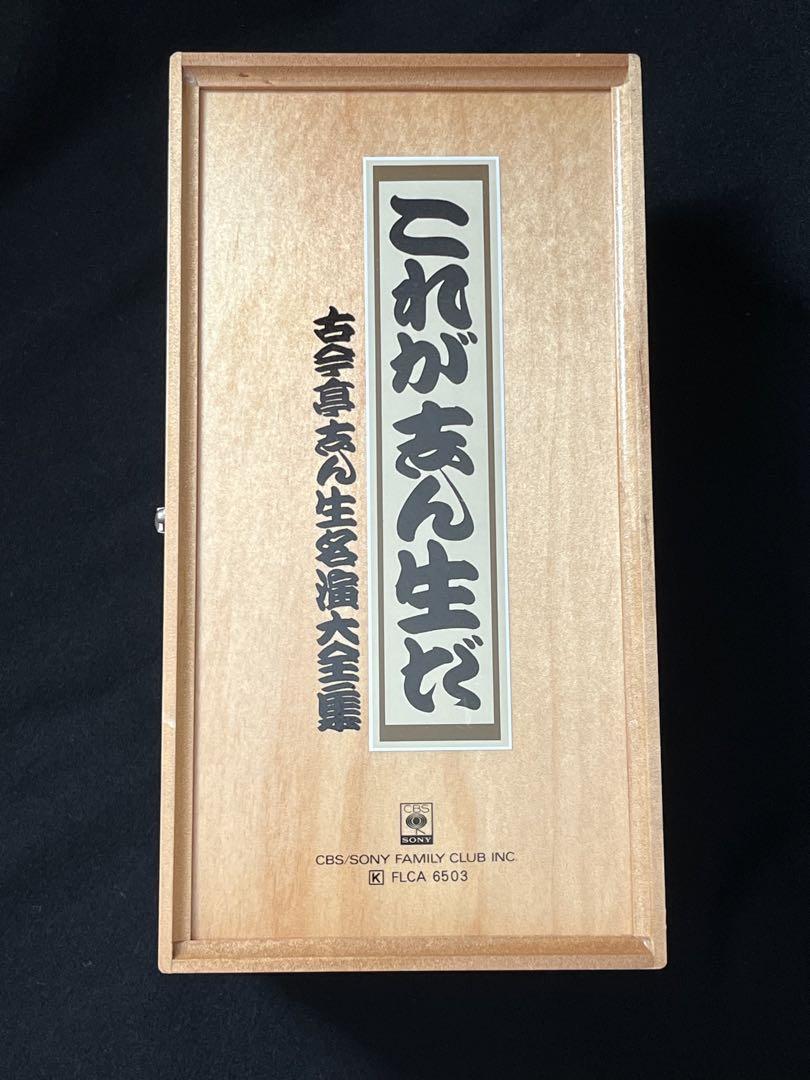 これが志ん生だ
古今亭志ん生名演大全集
CBS
SONY
CBS/SONY FAMILY CLUB INC.
K FLCA 6503